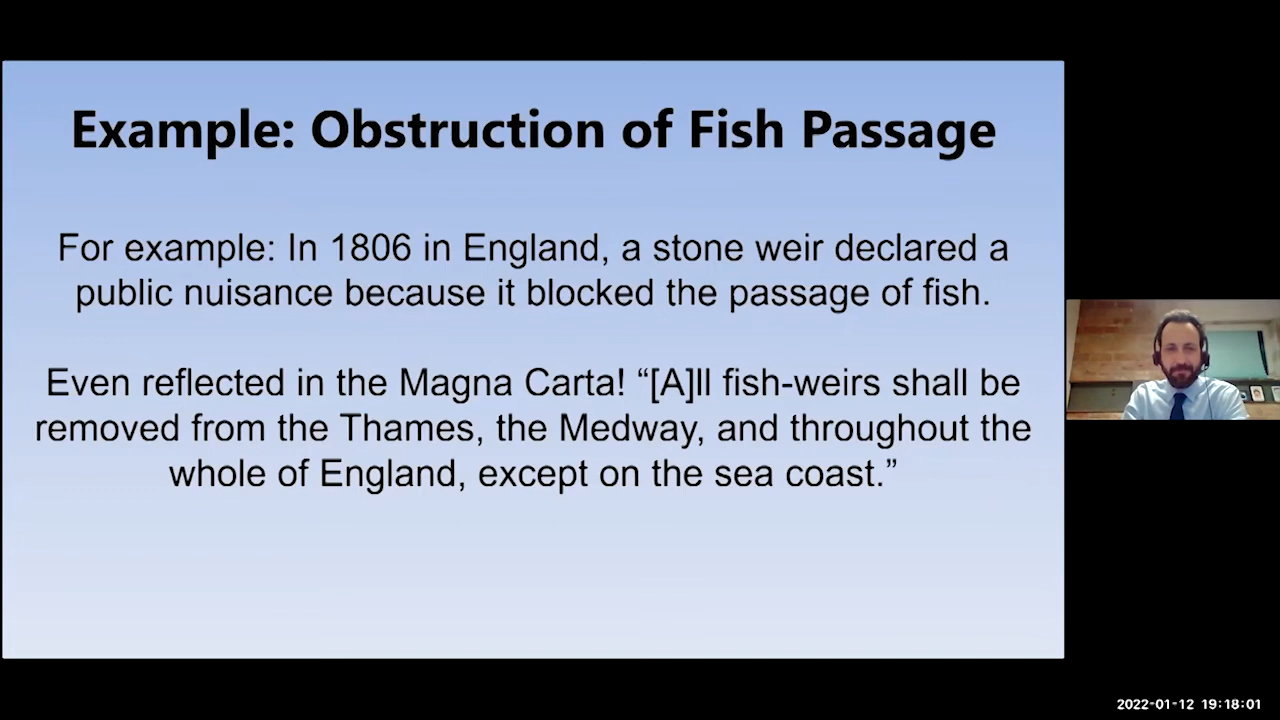 Example: Obstruction of Fish Passage
For example: In 1806 in England, a stone weir declared a
public nuisance because it blocked the passage of fish.
Even reflected in the Magna Carta! “[A]ll fish-weirs shall be
removed from the Thames, the Medway, and throughout the
whole of England, except on the sea coast.”
2022-01-12 19:18:01